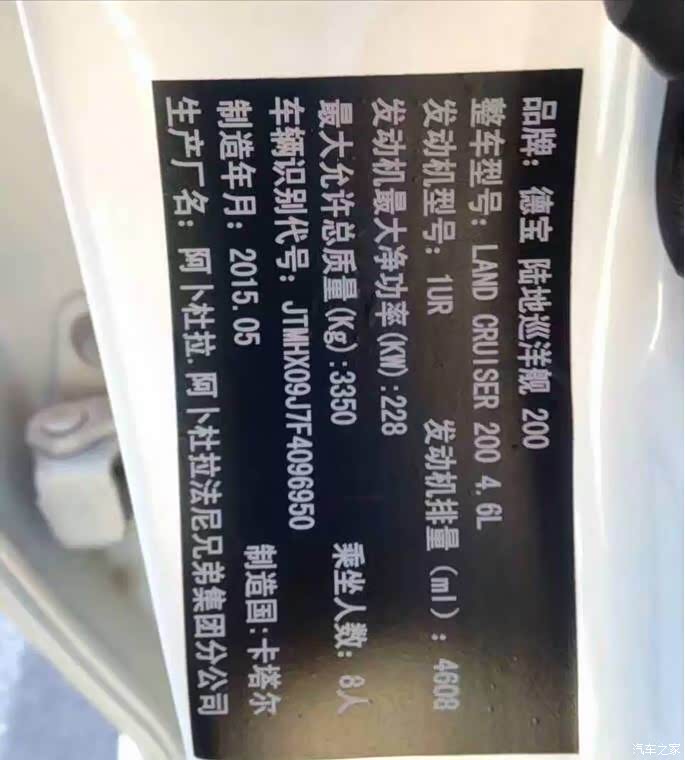 品牌: 德宝 陆地巡洋舰 200
整车型号: LAND CRUISER 200 4.6L
发动机型号: 1UR 发动机排量(ml): 4608
发动机最大净功率(KW):228
最大允许总质量(Kg):3350 乘坐人数: 8人
车辆识别代号: JTMHX09J7F4096950
制造年月: 2015.05 制造国:卡塔尔
生产厂名: 阿卜杜拉.阿卜杜拉法尼兄弟集团分公司
汽车之家